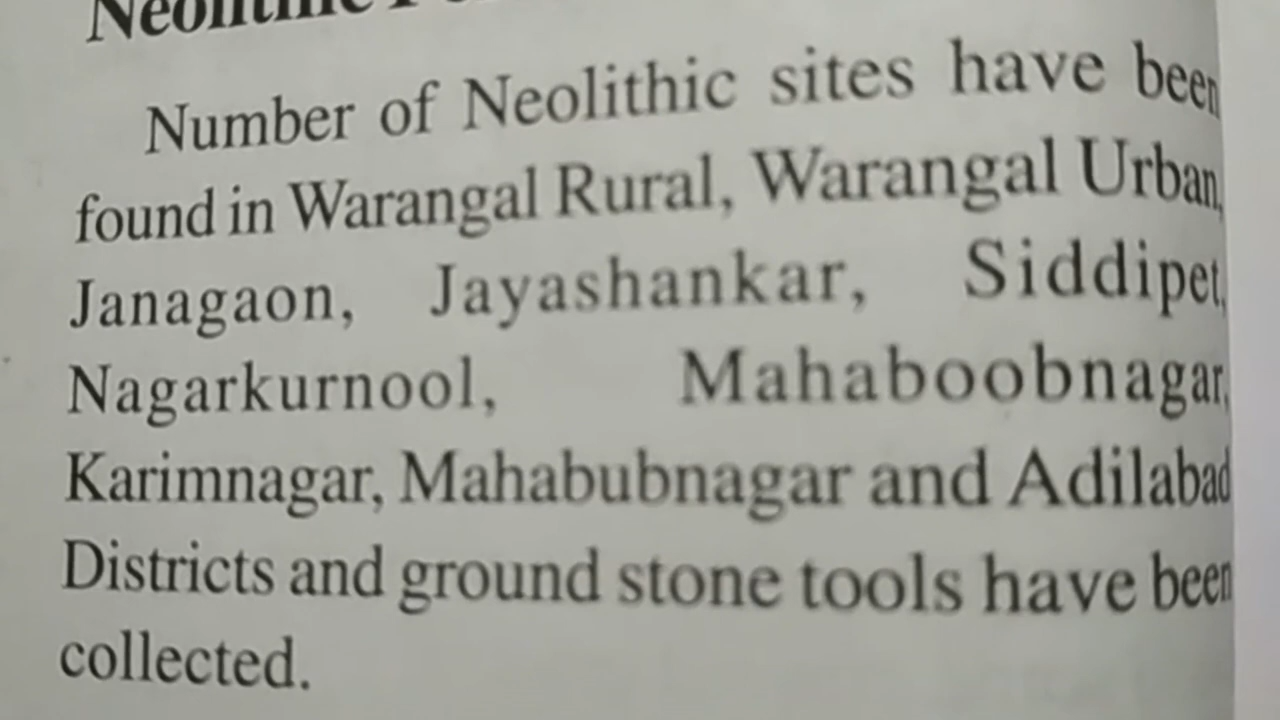 Neolithic
Number of Neolithic sites have been
found in Warangal Rural, Warangal Urban,
Janagaon, Jayashankar, Siddipet,
Nagarkurnool, Mahaboobnagar,
Karimnagar, Mahabubnagar and Adilabad
Districts and ground stone tools have been
collected.